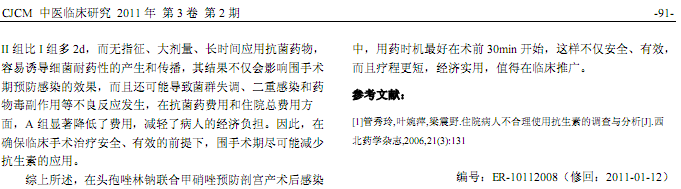 CJCM 中医临床研究 2011 年 第 3 卷 第 2 期 -91-
II 组比 I 组多 2d，而无指征、大剂量、长时间应用抗菌药物，
容易诱导细菌耐药性的产生和传播，其结果不仅会影响围手术
期预防感染的效果，而且还可能导致菌群失调、二重感染和药
物毒副作用等不良反应发生，在抗菌药费用和住院总费用方
面，A 组显著降低了费用，减轻了病人的经济负担。因此，在
确保临床手术治疗安全、有效的前提下，围手术期尽可能减少
抗生素的应用。
综上所述，在头孢唑林钠联合甲硝唑预防剖宫产术后感染
中，用药时机最好在术前 30min 开始，这样不仅安全、有效，
而且疗程更短，经济实用，值得在临床推广。
参考文献：
[1]管秀玲,叶婉萍,梁震野.住院病人不合理使用抗生素的调查与分析[J].西
北药学杂志,2006,21(3):131
编号：ER-10112008（修回：2011-01-12）